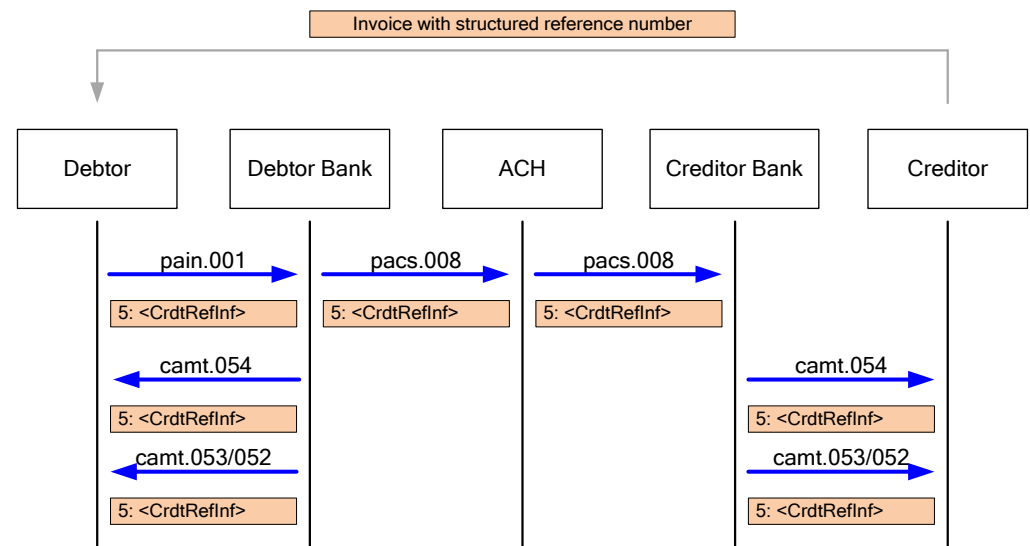 Invoice with structured reference number
Debtor
Debtor Bank
ACH
Creditor Bank
Creditor
pain.001
pacs.008
pacs.008
5: <CrdtRefInf>
5: <CrdtRefInf>
5: <CrdtRefInf>
camt.054
camt.054
5: <CrdtRefInf>
5: <CrdtRefInf>
camt.053/052
camt.053/052
5: <CrdtRefInf>
5: <CrdtRefInf>